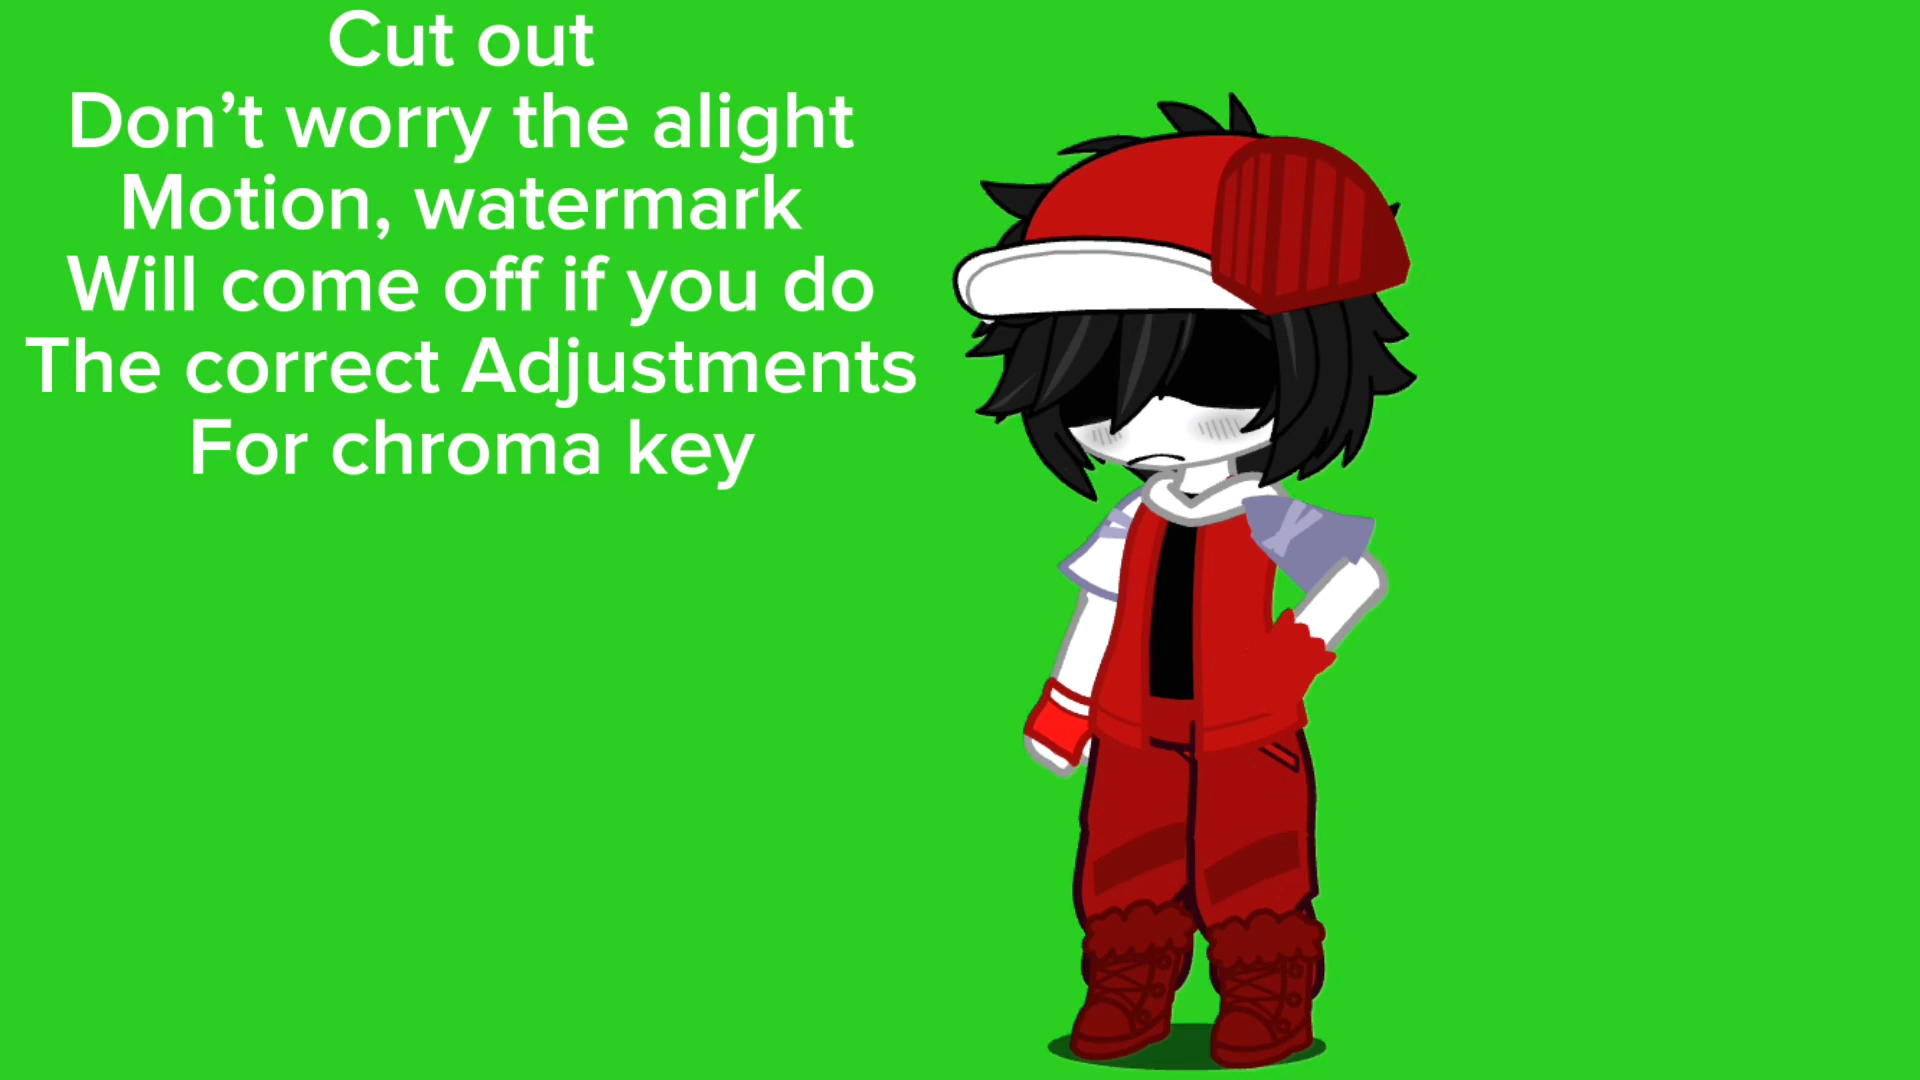 Cut out
Don’t worry the alight
Motion, watermark
Will come off if you do
The correct Adjustments
For chroma key